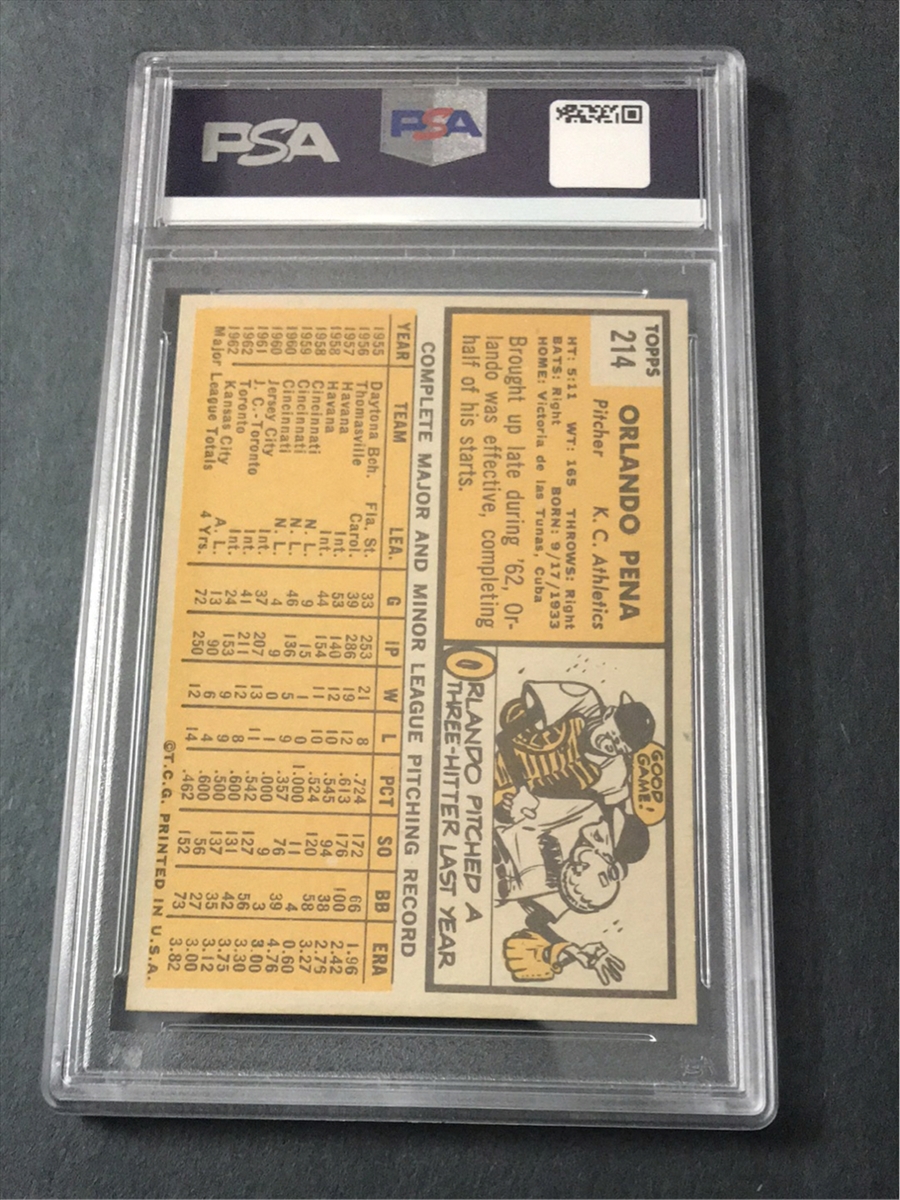 PSA
PSA
TOPPS
214
ORLANDO PENA
Pitcher K. C. Athletics
HT: 5:11 WT: 165 THROWS: Right
BATS: Right BORN: 9/17/1933
HOME: Victoria de las Tunas, Cuba
Brought up late during '62, Or-
lando was effective, completing
half of his starts.
GOOD
GAME!
ORLANDO PITCHED A
THREE-HITTER LAST YEAR
COMPLETE MAJOR AND MINOR LEAGUE PITCHING RECORD
YEAR TEAM LEA. G IP W L PCT SO BB ERA
1955 Daytona Bch. Fla. St. 33 253 21 8 .724 172 66 1.96
1956 Thomasville Carol. 39 286 19 12 .613 176 100 2.42
1957 Havana Int. 53 140 12 10 .545 94 38 2.75
1958 Havana Int. 44 154 11 10 .524 120 58 3.27
1958 Cincinnati N. L. 9 15 1 0 1.000 11 4 0.60
1959 Cincinnati N. L. 46 136 5 9 .357 76 39 4.76
1960 Cincinnati N. L. 4 9 0 1 .000 9 3 3.00
1960 Jersey City Int. 37 207 13 11 .542 127 56 3.30
1961 J. C.-Toronto Int. 41 211 12 8 .600 131 42 3.75
1962 Toronto Int. 24 153 9 9 .500 137 35 3.12
1962 Kansas City A. L. 13 90 6 4 .600 56 27 3.00
Major League Totals 4 Yrs. 72 250 12 14 .462 152 73 3.82
©T.C.G. PRINTED IN U.S.A.